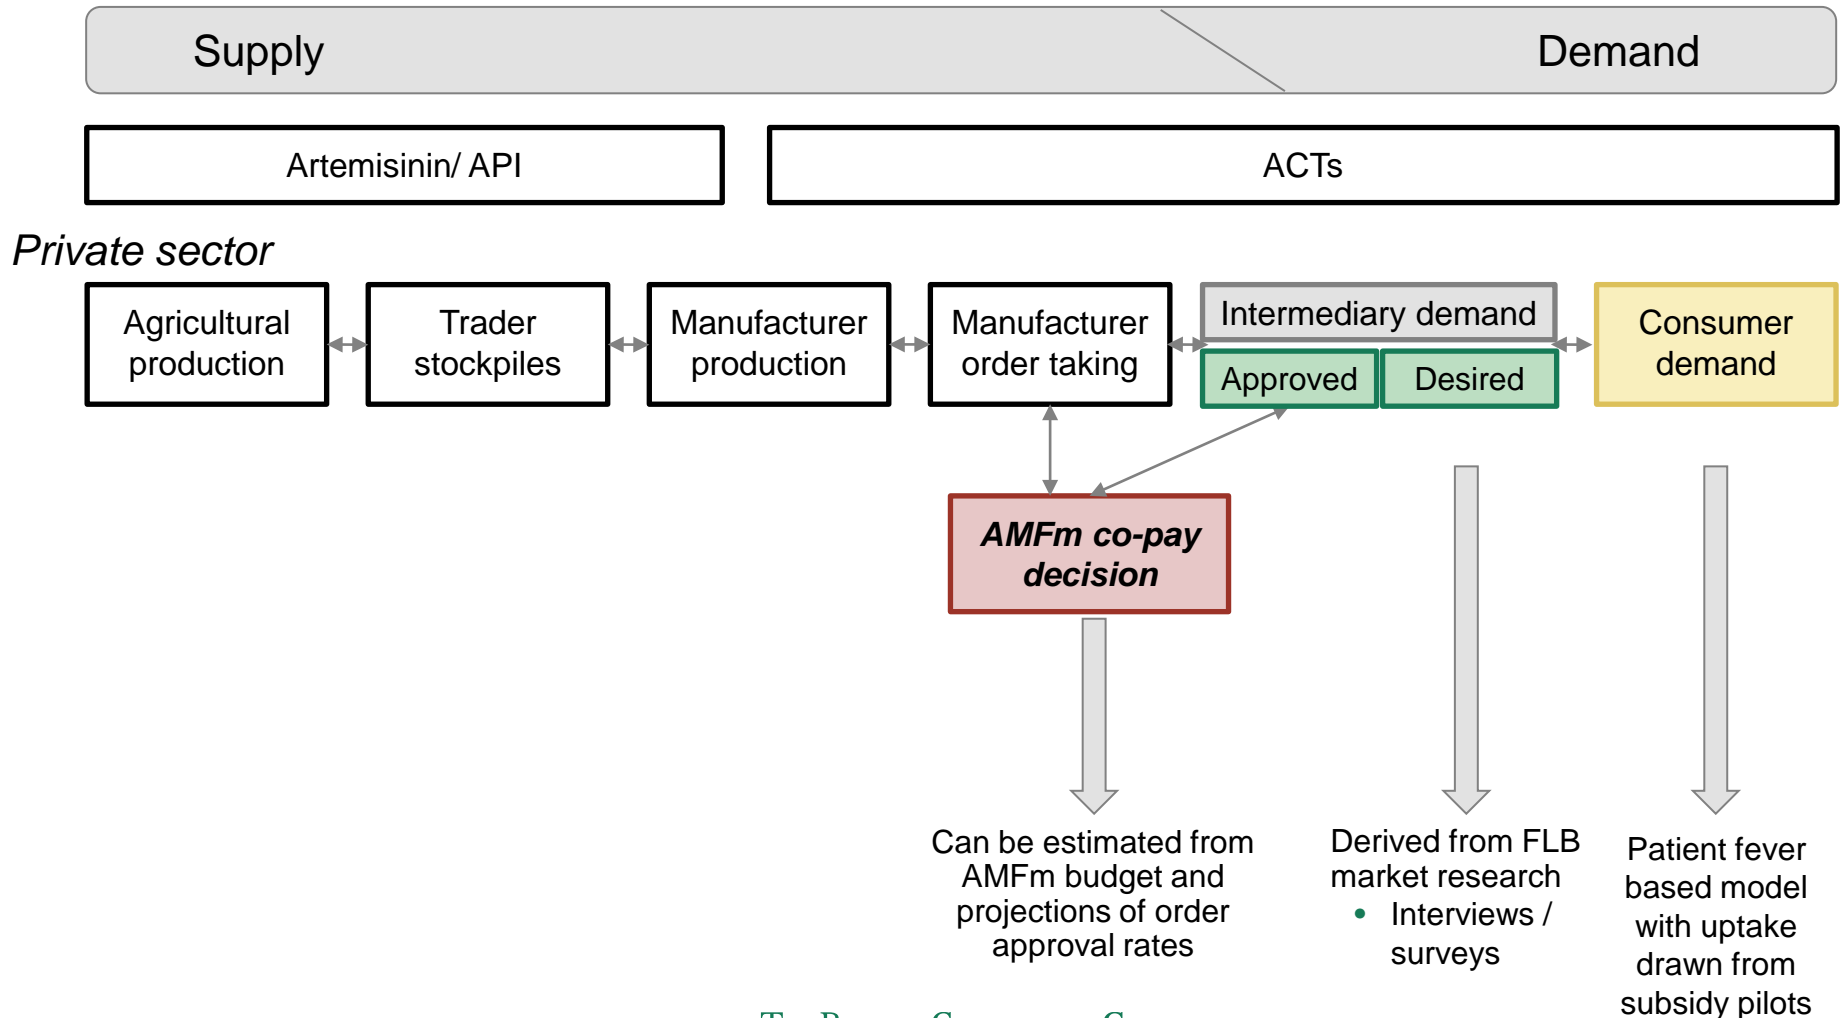 Supply
Demand
Artemisinin/ API
ACTs
Private sector
Agricultural
production
Trader
stockpiles
Manufacturer
production
Manufacturer
order taking
Intermediary demand
Approved
Desired
Consumer
demand
AMFm co-pay
decision
Can be estimated from
AMFm budget and
projections of order
approval rates
Derived from FLB
market research
• Interviews /
surveys
Patient fever
based model
with uptake
drawn from
subsidy pilots